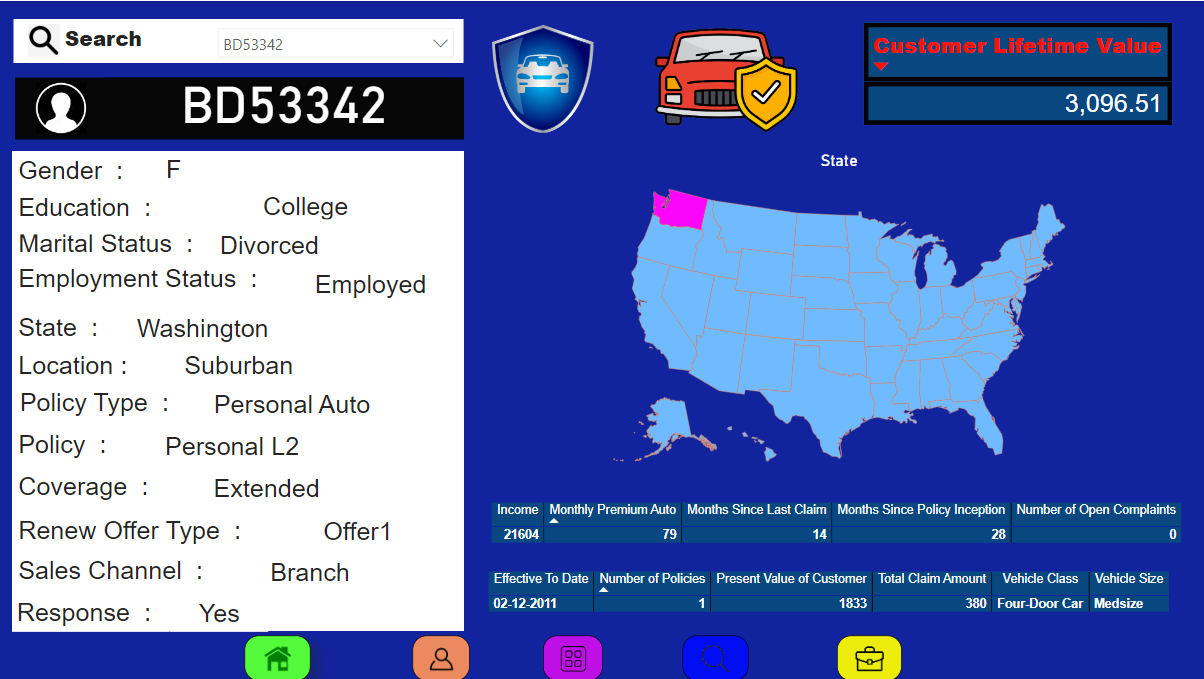 Search
BD53342
BD53342
Customer Lifetime Value
3,096.51
Gender : F
Education : College
Marital Status : Divorced
Employment Status : Employed
State : Washington
Location : Suburban
Policy Type : Personal Auto
Policy : Personal L2
Coverage : Extended
Renew Offer Type : Offer1
Sales Channel : Branch
Response : Yes
State
Income Monthly Premium Auto Months Since Last Claim Months Since Policy Inception Number of Open Complaints
21604 79 14 28 0
Effective To Date Number of Policies Present Value of Customer Total Claim Amount Vehicle Class Vehicle Size
02-12-2011 1 1833 380 Four-Door Car Medsize